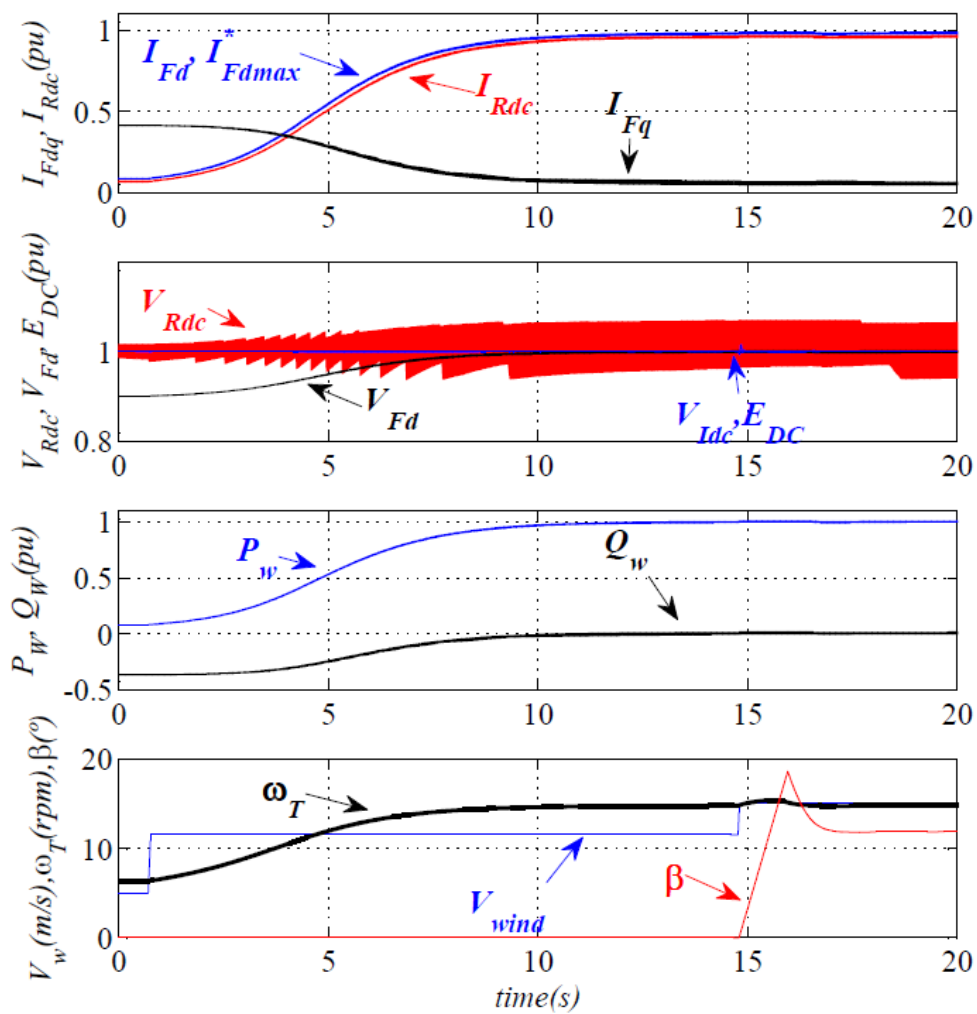 I_Fdq, I_Rdc(pu)
1
0.5
0
I_Fd, I*_Fdmax
I_Rdc
I_Fq
0 5 10 15 20
V_Rdc, V_Fd, E_DC(pu)
1
0.8
V_Rdc
V_Fd
V_Idc,E_DC
0 5 10 15 20
P_W, Q_W(pu)
1
0.5
0
-0.5
P_w
Q_w
0 5 10 15 20
V_w(m/s),ω_T(rpm),β(º)
20
10
0
ω_T
V_wind
β
0 5 10 15 20
time(s)